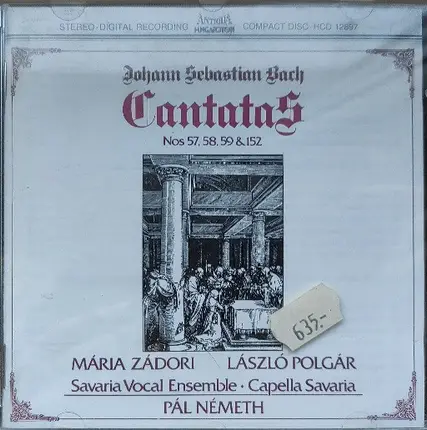 STEREO-DIGITAL RECORDING
ANTIQUA
HUNGAROTON
COMPACT DISC-HCD 12897
Johann Sebastian Bach
Cantatas
Nos 57, 58, 59 & 152
635.-
MÁRIA ZÁDORI LÁSZLÓ POLGÁR
Savaria Vocal Ensemble · Capella Savaria
PÁL NÉMETH